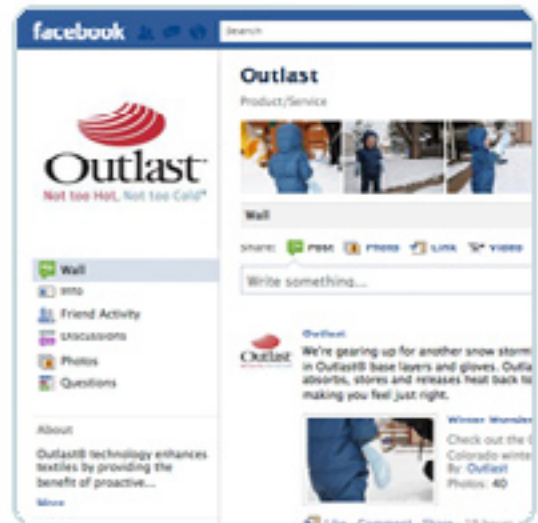 facebook
Search
Outlast
Not too Hot, Not too Cold®
Wall
Info
Friend Activity
Discussions
Photos
Questions
About
Outlast® technology enhances
textiles by providing the
benefit of proactive...
More
Outlast
Product/Service
Wall
Share: Post Photo Link Video
Write something...
Outlast
Outlast
We're gearing up for another snow storm
in Outlast® base layers and gloves. Outla
absorbs, stores and releases heat back to
making you feel just right.
Winter
Check out the
Colorado winte
By: Outlast
Photos: 40
Like · Comment · Share